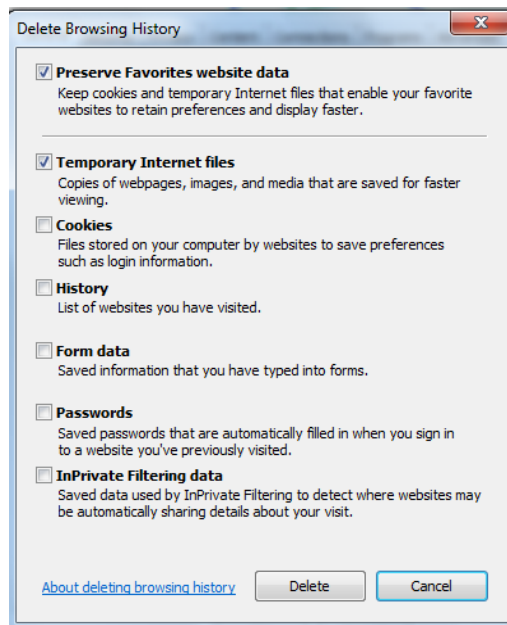 Delete Browsing History
Preserve Favorites website data
Keep cookies and temporary Internet files that enable your favorite
websites to retain preferences and display faster.
Temporary Internet files
Copies of webpages, images, and media that are saved for faster
viewing.
Cookies
Files stored on your computer by websites to save preferences
such as login information.
History
List of websites you have visited.
Form data
Saved information that you have typed into forms.
Passwords
Saved passwords that are automatically filled in when you sign in
to a website you've previously visited.
InPrivate Filtering data
Saved data used by InPrivate Filtering to detect where websites may
be automatically sharing details about your visit.
About deleting browsing history Delete Cancel